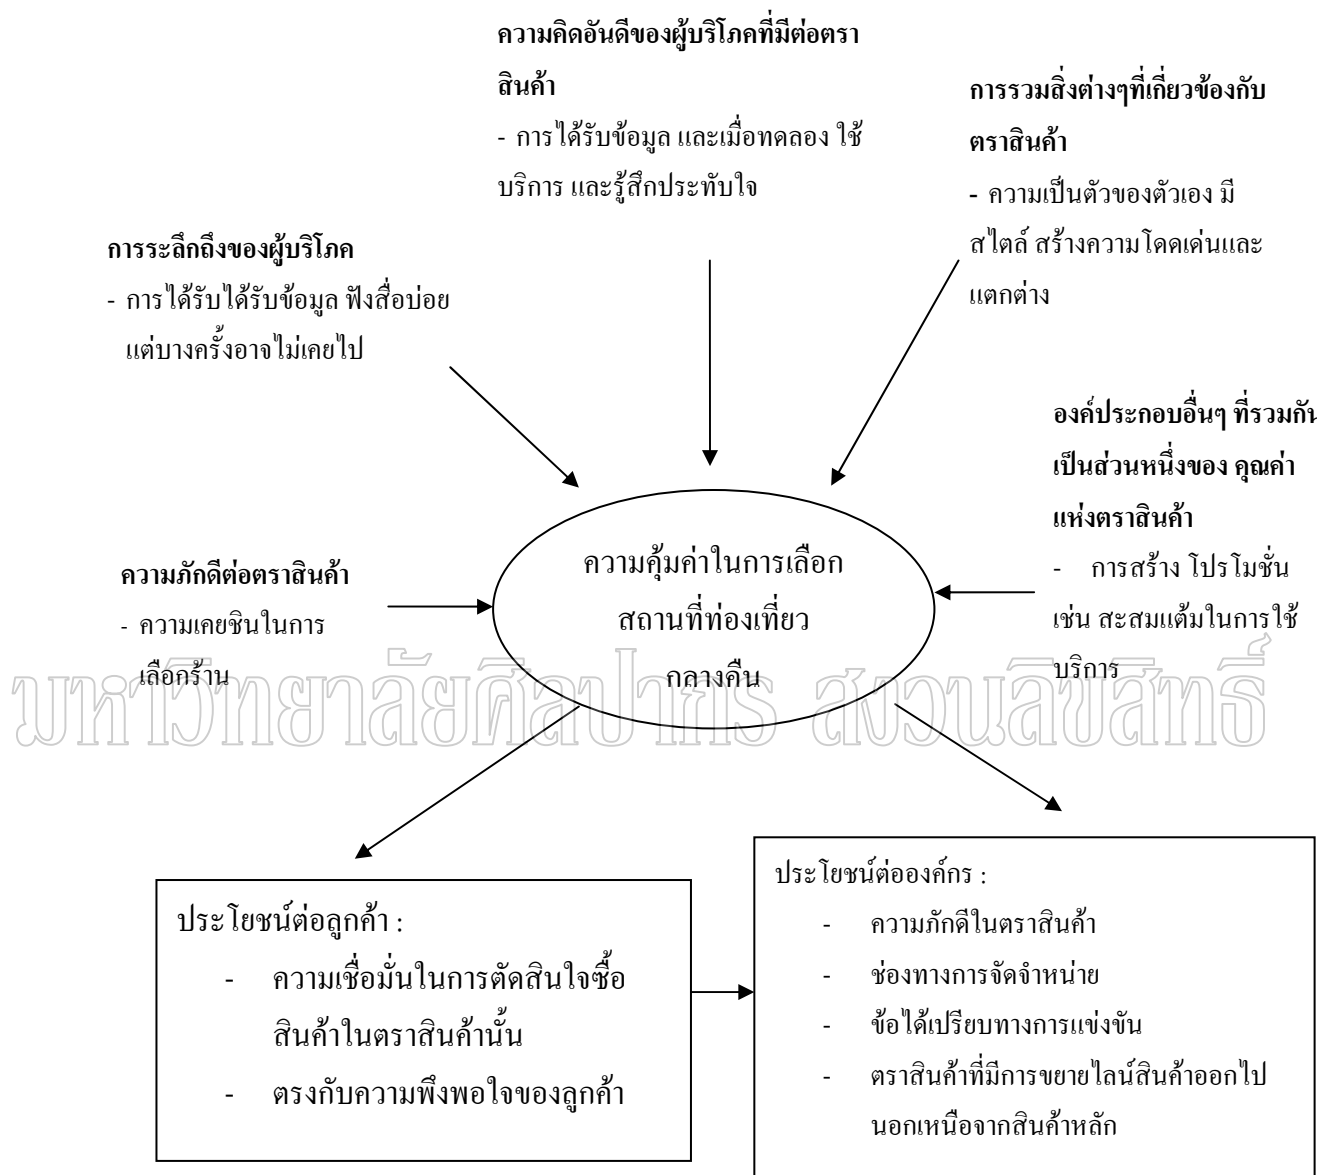 ความคิดอันดีของผู้บริโภคที่มีต่อตรา
สินค้า
- การได้รับข้อมูล และเมื่อทดลอง ใช้
บริการ และรู้สึกประทับใจ
การรวมสิ่งต่างๆที่เกี่ยวข้องกับ
ตราสินค้า
- ความเป็นตัวของตัวเอง มี
สไตล์ สร้างความโดดเด่นและ
แตกต่าง
การระลึกถึงของผู้บริโภค
- การได้รับได้รับข้อมูล ฟังสื่อบ่อย
แต่บางครั้งอาจไม่เคยไป
องค์ประกอบอื่นๆ ที่รวมกัน
เป็นส่วนหนึ่งของ คุณค่า
แห่งตราสินค้า
- การสร้าง โปรโมชั่น
เช่น สะสมแต้มในการใช้
บริการ
ความภักดีต่อตราสินค้า
- ความเคยชินในการ
เลือกร้าน
ความคุ้มค่าในการเลือก
สถานที่ท่องเที่ยว
กลางคืน
มหาวิทยาลัยศิลปากร สงวนลิขสิทธิ์
ประโยชน์ต่อลูกค้า :
- ความเชื่อมั่นในการตัดสินใจซื้อ
สินค้าในตราสินค้านั้น
- ตรงกับความพึงพอใจของลูกค้า
ประโยชน์ต่อองค์กร :
- ความภักดีในตราสินค้า
- ช่องทางการจัดจำหน่าย
- ข้อได้เปรียบทางการแข่งขัน
- ตราสินค้าที่มีการขยายไลน์สินค้าออกไป
นอกเหนือจากสินค้าหลัก